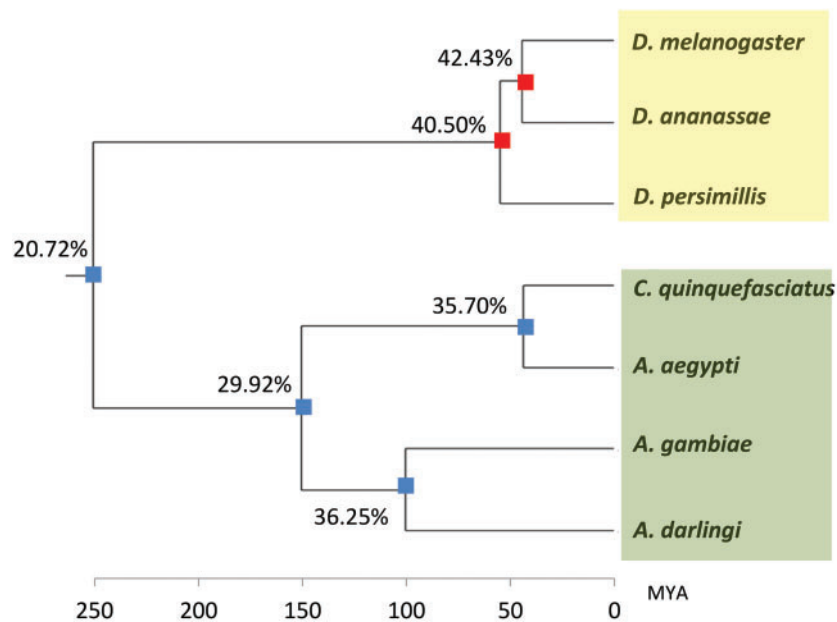 D. melanogaster
42.43%
D. ananassae
40.50%
D. persimillis
20.72%
C. quinquefasciatus
35.70%
A. aegypti
29.92%
A. gambiae
36.25%
A. darlingi
250 200 150 100 50 0 MYA